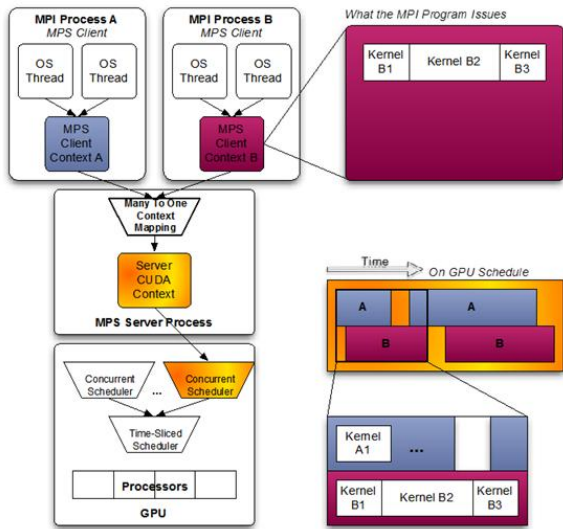 MPI Process A
MPS Client
OS
Thread
OS
Thread
MPS
Client
Context A
MPI Process B
MPS Client
OS
Thread
OS
Thread
MPS
Client
Context B
What the MPI Program Issues
Kernel
B1
Kernel B2
Kernel
B3
Many To One
Context
Mapping
Server
CUDA
Context
MPS Server Process
Concurrent
Scheduler
...
Concurrent
Scheduler
Time-Sliced
Scheduler
Processors
GPU
Time
On GPU Schedule
A
A
B
B
Kernel
A1
...
Kernel
B1
Kernel B2
Kernel
B3